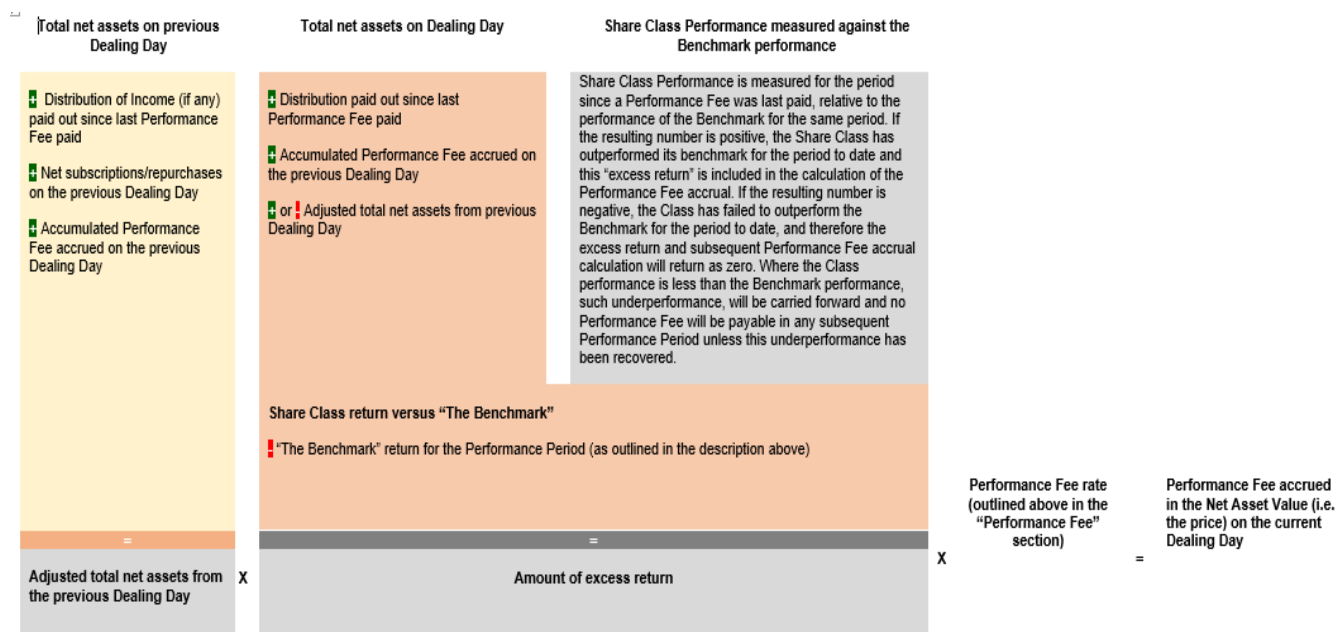 Total net assets on previous
Dealing Day
Total net assets on Dealing Day
Share Class Performance measured against the
Benchmark performance
+ Distribution of Income (if any)
paid out since last Performance
Fee paid
+ Net subscriptions/repurchases
on the previous Dealing Day
+ Accumulated Performance
Fee accrued on the previous
Dealing Day
+ Distribution paid out since last
Performance Fee paid
+ Accumulated Performance Fee accrued on
the previous Dealing Day
+ or - Adjusted total net assets from previous
Dealing Day
Share Class Performance is measured for the period
since a Performance Fee was last paid, relative to the
performance of the Benchmark for the same period. If
the resulting number is positive, the Share Class has
outperformed its benchmark for the period to date and
this “excess return” is included in the calculation of the
Performance Fee accrual. If the resulting number is
negative, the Class has failed to outperform the
Benchmark for the period to date, and therefore the
excess return and subsequent Performance Fee accrual
calculation will return as zero. Where the Class
performance is less than the Benchmark performance,
such underperformance, will be carried forward and no
Performance Fee will be payable in any subsequent
Performance Period unless this underperformance has
been recovered.
Share Class return versus “The Benchmark”
- “The Benchmark” return for the Performance Period (as outlined in the description above)
=
=
Adjusted total net assets from
the previous Dealing Day
X
Amount of excess return
X
Performance Fee rate
(outlined above in the
“Performance Fee”
section)
=
Performance Fee accrued
in the Net Asset Value (i.e.
the price) on the current
Dealing Day